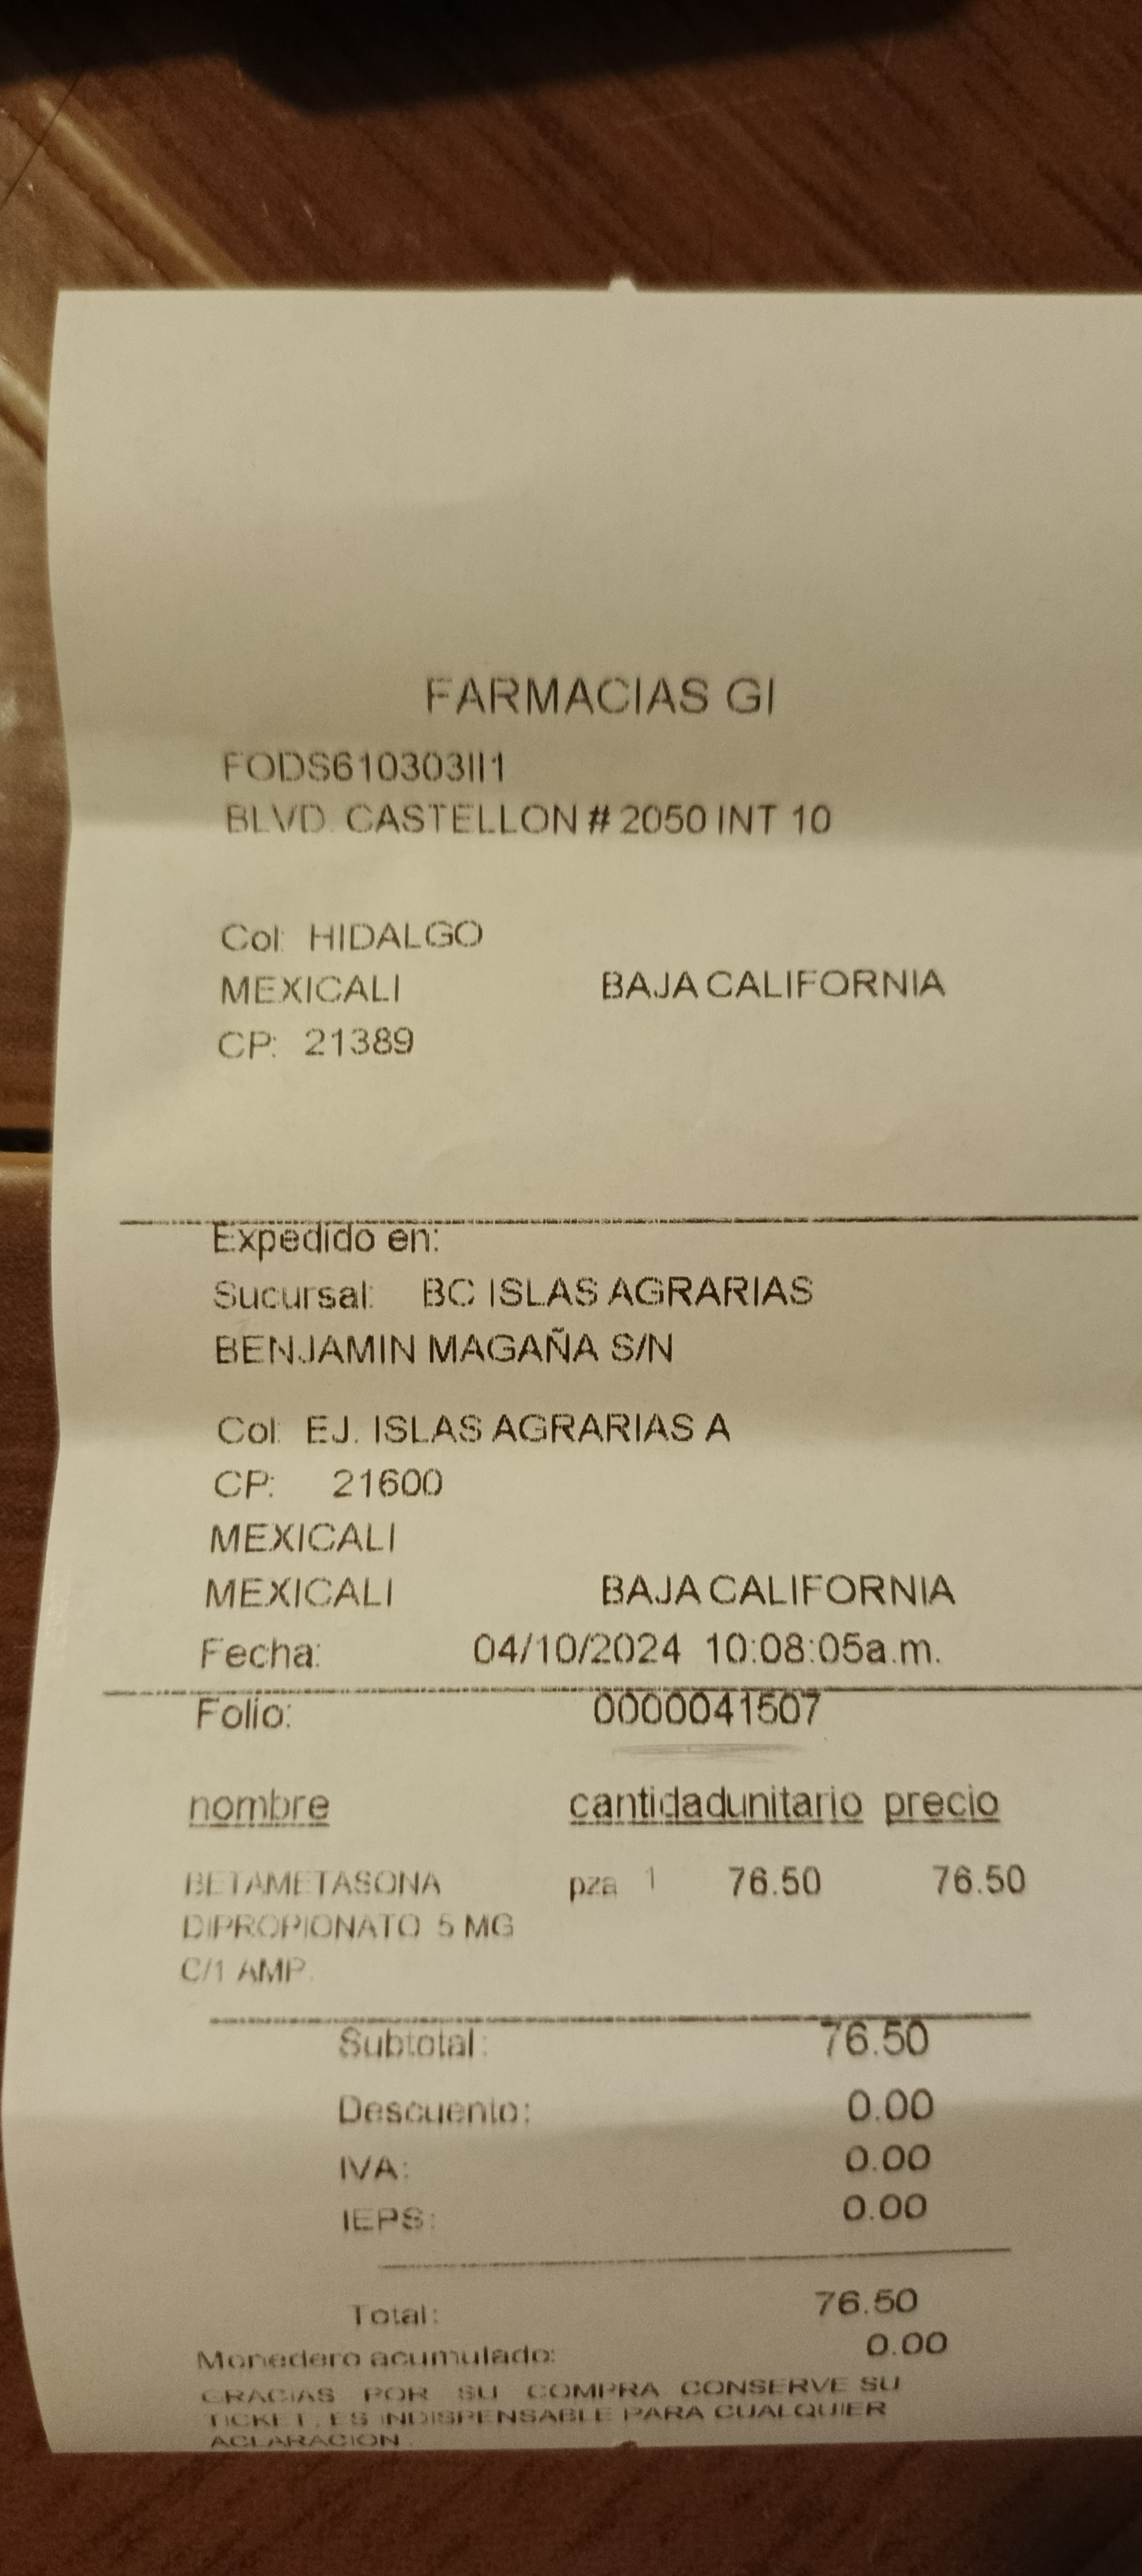 FARMACIAS GI
FODS610303II1
BLVD. CASTELLON # 2050 INT 10
Col: HIDALGO
MEXICALI BAJA CALIFORNIA
CP: 21389
Expedido en:
Sucursal: BC ISLAS AGRARIAS
BENJAMIN MAGAÑA S/N
Col: EJ. ISLAS AGRARIAS A
CP: 21600
MEXICALI
MEXICALI BAJA CALIFORNIA
Fecha: 04/10/2024 10:08:05a.m.
Folio: 0000041507
nombre cantidadunitario precio
BETAMETASONA pza 1 76.50 76.50
DIPROPIONATO 5 MG
C/1 AMP.
Subtotal: 76.50
Descuento: 0.00
IVA: 0.00
IEPS: 0.00
Total: 76.50
Monedero acumulado: 0.00
GRACIAS POR SU COMPRA CONSERVE SU
TICKET, ES INDISPENSABLE PARA CUALQUIER
ACLARACION.